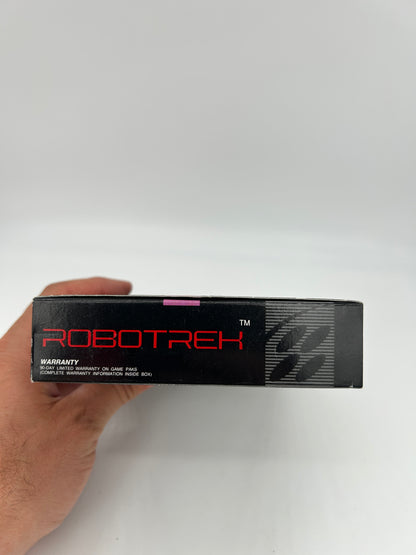 ROBOTREK™
WARRANTY
90-DAY LIMITED WARRANTY ON GAME PAKS
(COMPLETE WARRANTY INFORMATION INSIDE BOX)